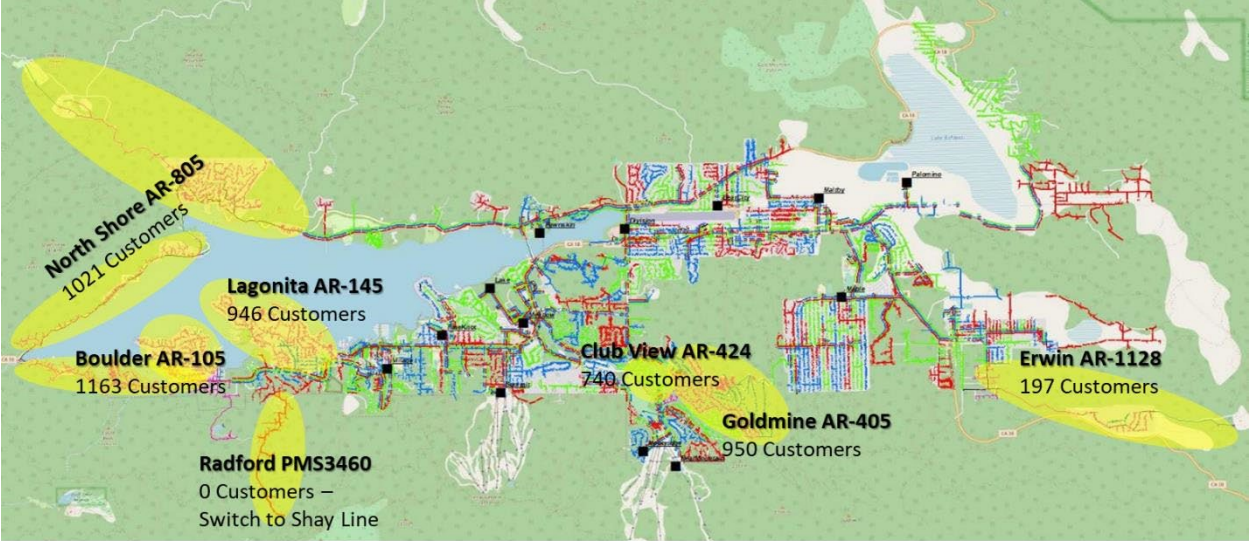 North Shore AR-805
1021 Customers
Lagonita AR-145
946 Customers
Boulder AR-105
1163 Customers
Radford PMS3460
0 Customers –
Switch to Shay Line
Club View AR-424
740 Customers
Goldmine AR-405
950 Customers
Erwin AR-1128
197 Customers
Palomino
Maltby
Division